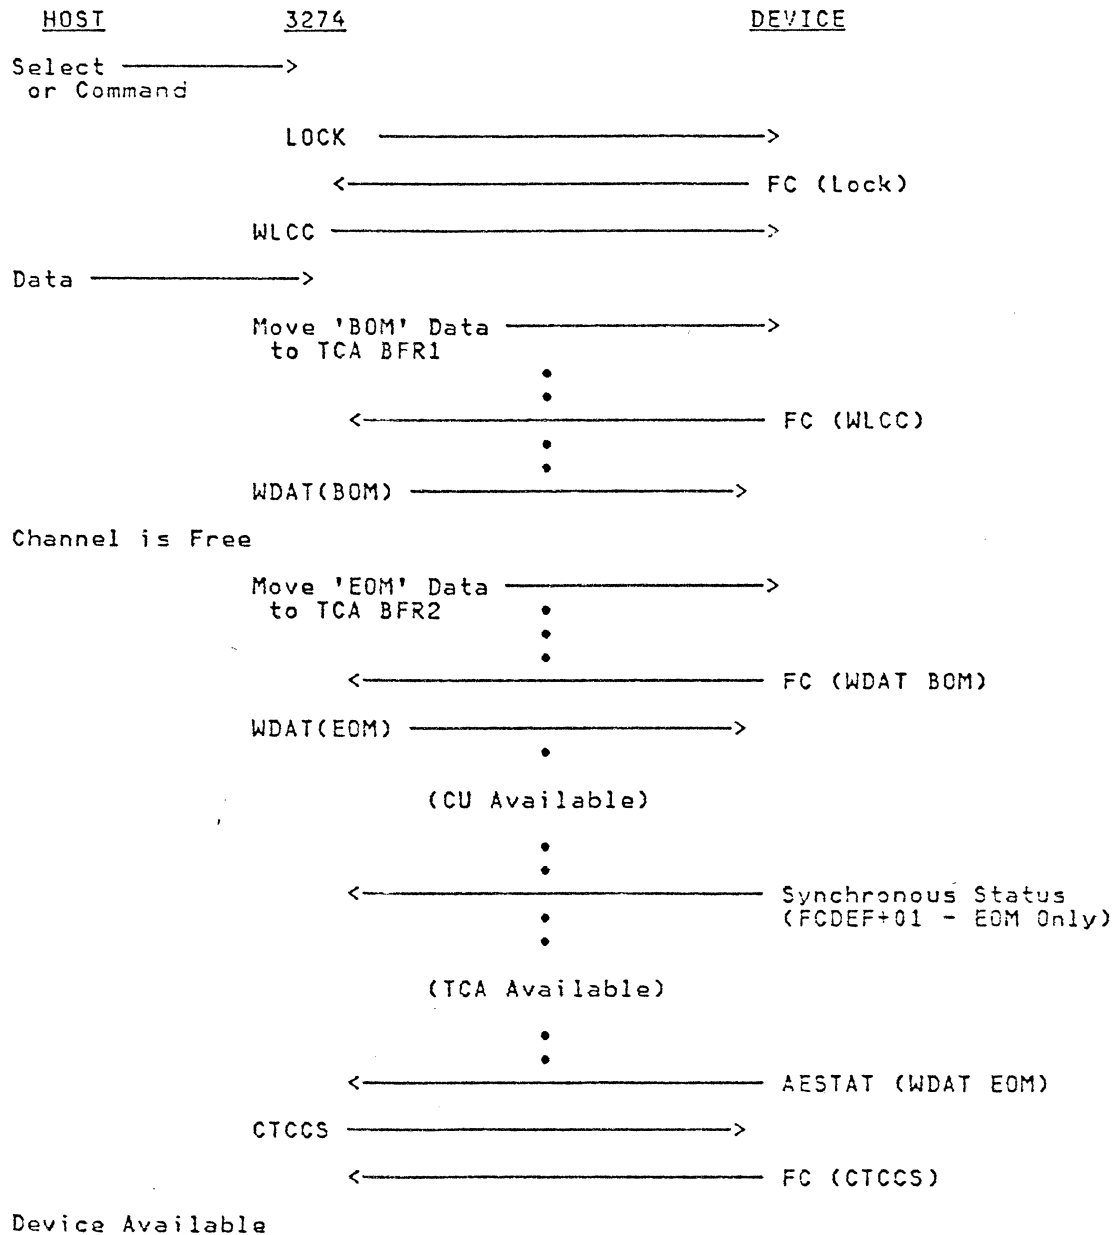 HOST 3274 DEVICE
Select ————————>
or Command
LOCK ————————>
<———————— FC (Lock)
WLCC ————————>
Data ————————>
Move 'BOM' Data ————————>
to TCA BFR1
<———————— FC (WLCC)
WDAT(BOM) ————————>
Channel is Free
Move 'EOM' Data ————————>
to TCA BFR2
<———————— FC (WDAT BOM)
WDAT(EOM) ————————>
(CU Available)
<———————— Synchronous Status
(FCDEF+01 - EOM Only)
(TCA Available)
<———————— AESTAT (WDAT EOM)
CTCCS ————————>
<———————— FC (CTCCS)
Device Available